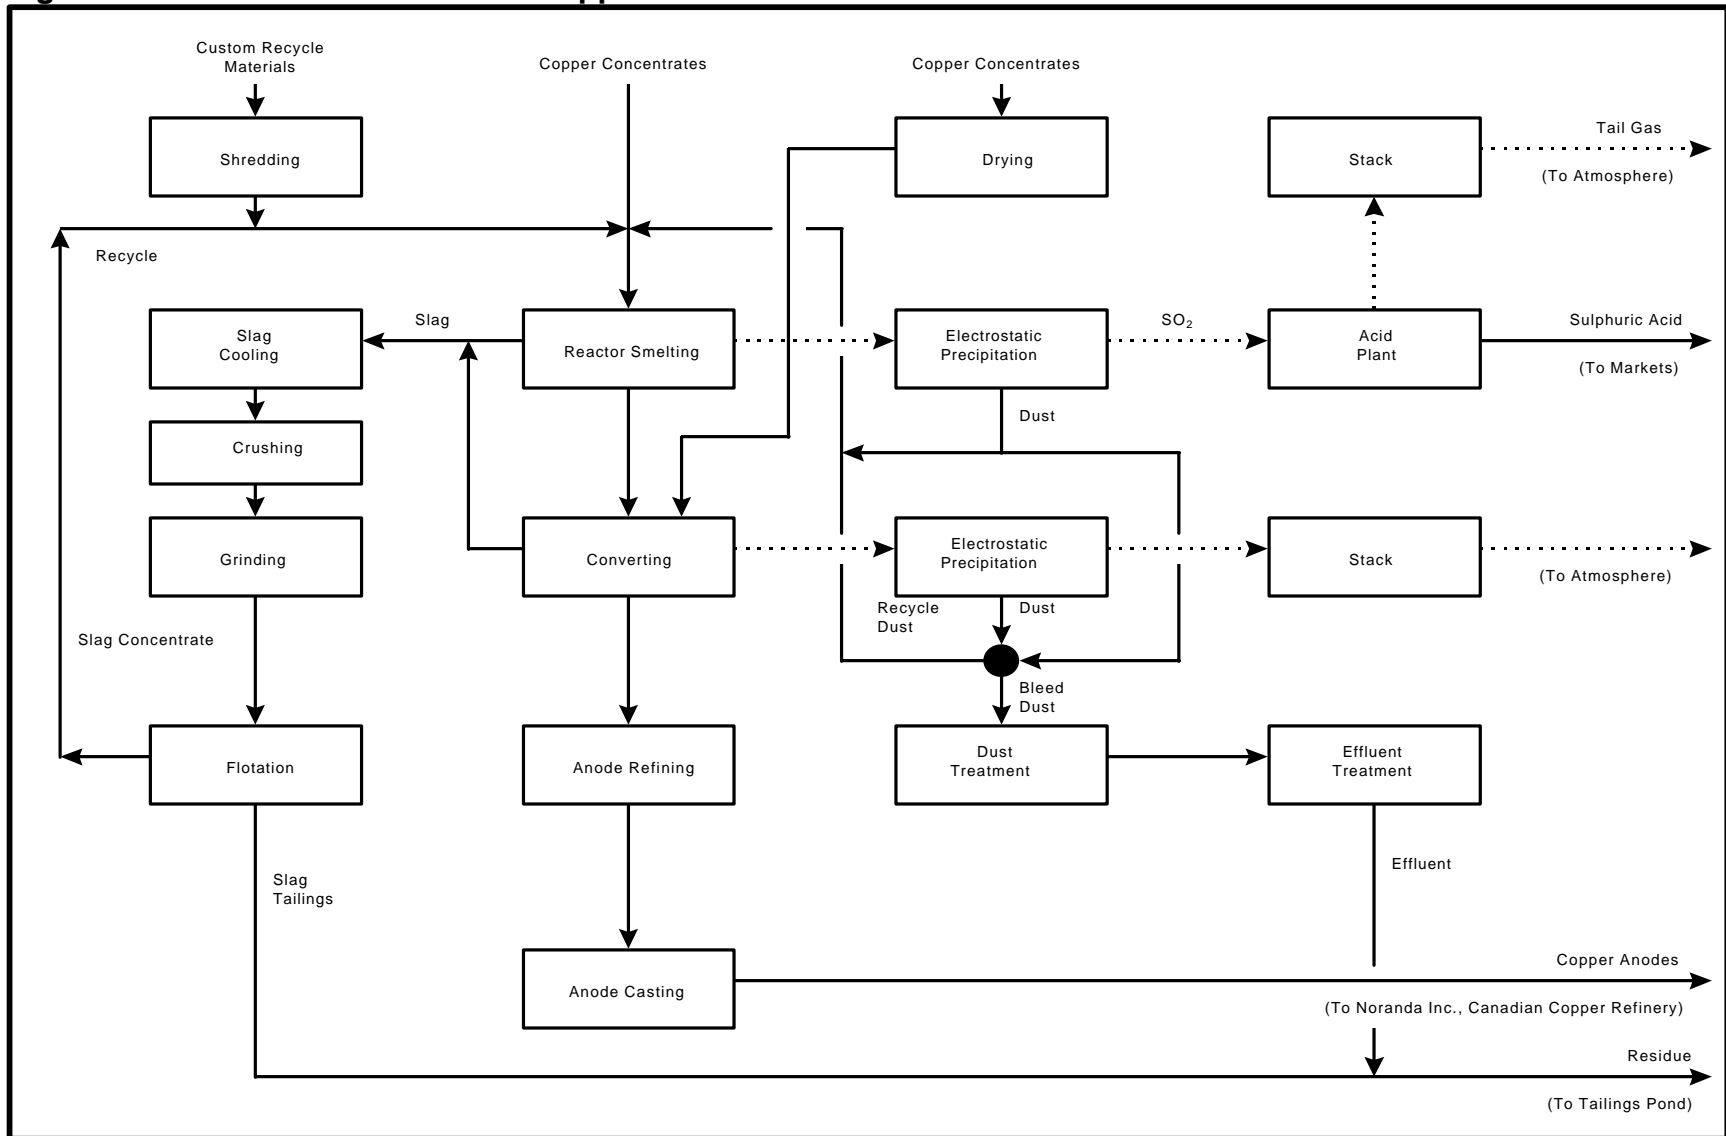 Custom Recycle
Materials
Copper Concentrates
Copper Concentrates
Tail Gas
Shredding
Drying
Stack
(To Atmosphere)
Recycle
Slag
SO₂
Sulphuric Acid
Slag
Cooling
Reactor Smelting
Electrostatic
Precipitation
Acid
Plant
(To Markets)
Dust
Crushing
Grinding
Converting
Electrostatic
Precipitation
Stack
(To Atmosphere)
Recycle
Dust
Dust
Slag Concentrate
Bleed
Dust
Flotation
Anode Refining
Dust
Treatment
Effluent
Treatment
Slag
Tailings
Effluent
Copper Anodes
Anode Casting
(To Noranda Inc., Canadian Copper Refinery)
Residue
(To Tailings Pond)